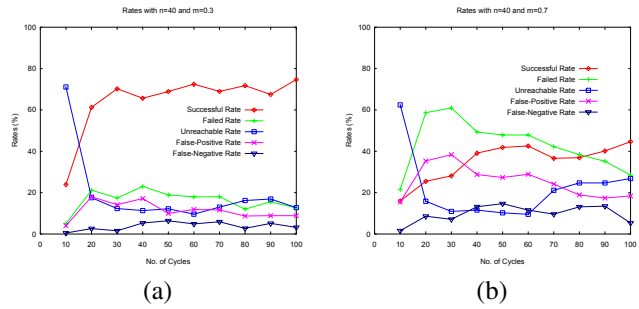 Rates with n=40 and m=0.3
Rates (%)
100
80
60
40
20
0
Successful Rate
Failed Rate
Unreachable Rate
False-Positive Rate
False-Negative Rate
0 10 20 30 40 50 60 70 80 90 100
No. of Cycles
(a)
Rates with n=40 and m=0.7
Rates (%)
100
80
60
40
20
0
Successful Rate
Failed Rate
Unreachable Rate
False-Positive Rate
False-Negative Rate
0 10 20 30 40 50 60 70 80 90 100
No. of Cycles
(b)